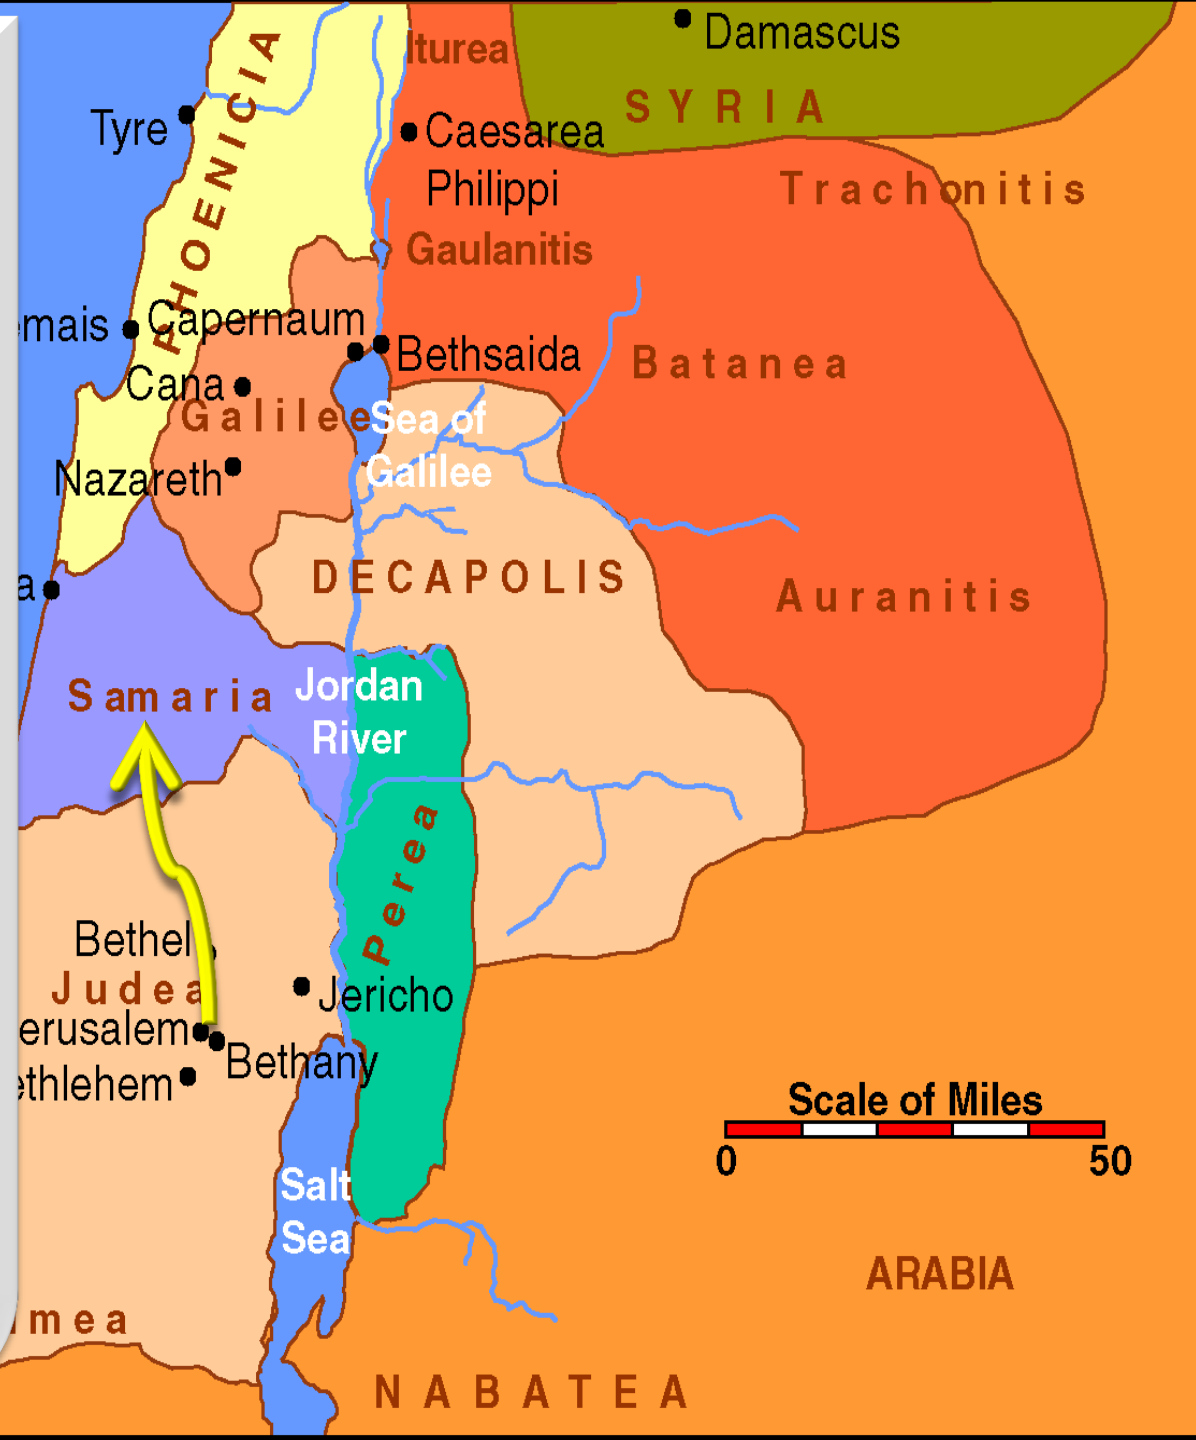 Damascus
Iturea
SYRIA
Tyre
Caesarea
Philippi
PHOENICIA
Trachonitis
Gaulanitis
emais
Capernaum
Bethsaida
Batanea
Cana
Galilee
Sea of
Galilee
Nazareth
DECAPOLIS
a
Auranitis
Samaria
Jordan
River
Perea
Bethel
Judea
Jericho
erusalem
Bethany
ethlehem
Scale of Miles
0 50
Salt
Sea
ARABIA
mea
NABATEA